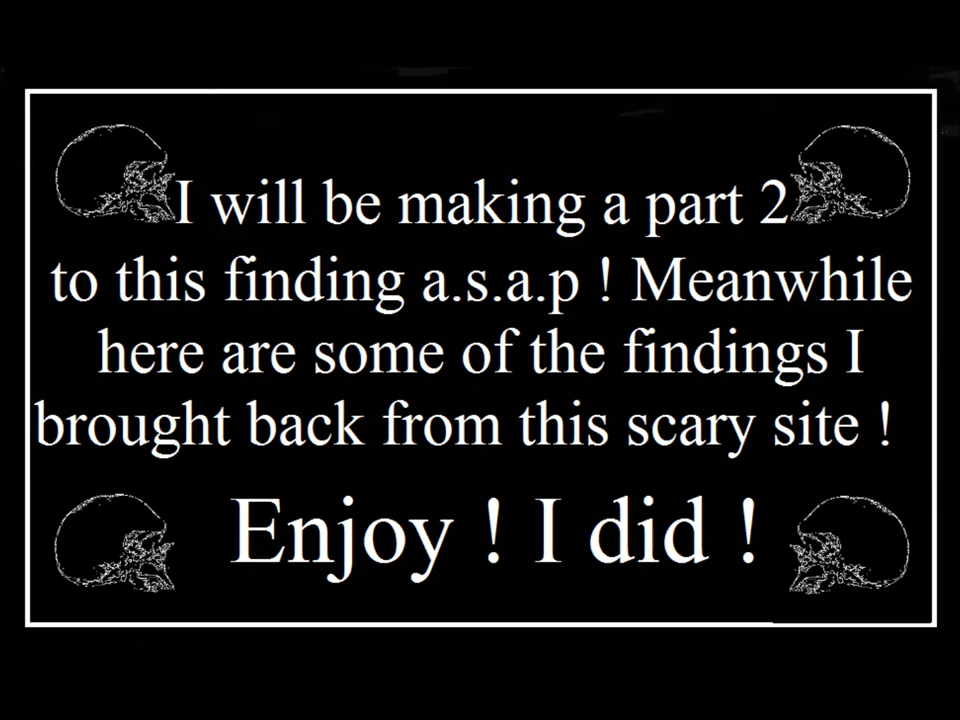 I will be making a part 2
to this finding a.s.a.p ! Meanwhile
here are some of the findings I
brought back from this scary site !
Enjoy ! I did !